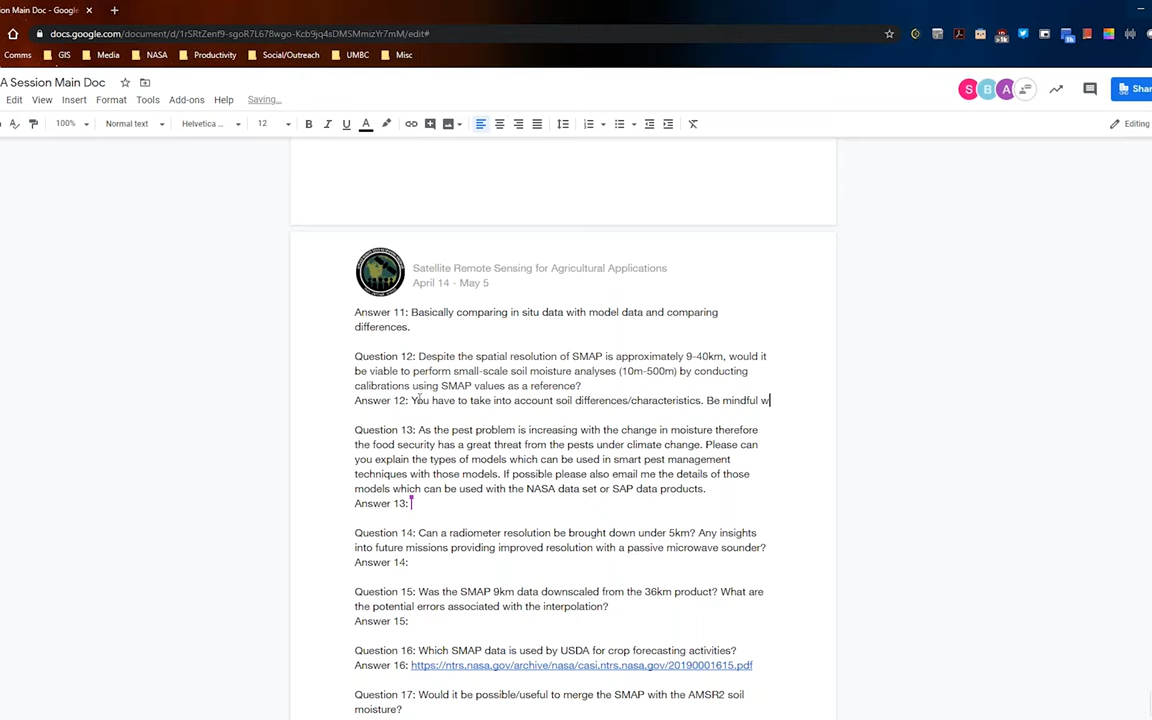 on Main Doc - Google
docs.google.com/document/d/1rSRtZenf9-sgoR7L678wgo-Kcb9jq4sDMSMmizYr7mM/edit#
Comms GIS Media NASA Productivity Social/Outreach UMBC Misc
A Session Main Doc
Edit View Insert Format Tools Add-ons Help Saving...
S B A
Shar
100% Normal text Helvetica ... 12 B I U A
Editing
Satellite Remote Sensing for Agricultural Applications
April 14 - May 5
Answer 11: Basically comparing in situ data with model data and comparing
differences.
Question 12: Despite the spatial resolution of SMAP is approximately 9-40km, would it
be viable to perform small-scale soil moisture analyses (10m-500m) by conducting
calibrations using SMAP values as a reference?
Answer 12: You have to take into account soil differences/characteristics. Be mindful w
Question 13: As the pest problem is increasing with the change in moisture therefore
the food security has a great threat from the pests under climate change. Please can
you explain the types of models which can be used in smart pest management
techniques with those models. If possible please also email me the details of those
models which can be used with the NASA data set or SAP data products.
Answer 13:
Question 14: Can a radiometer resolution be brought down under 5km? Any insights
into future missions providing improved resolution with a passive microwave sounder?
Answer 14:
Question 15: Was the SMAP 9km data downscaled from the 36km product? What are
the potential errors associated with the interpolation?
Answer 15:
Question 16: Which SMAP data is used by USDA for crop forecasting activities?
Answer 16: https://ntrs.nasa.gov/archive/nasa/casi.ntrs.nasa.gov/20190001615.pdf
Question 17: Would it be possible/useful to merge the SMAP with the AMSR2 soil
moisture?